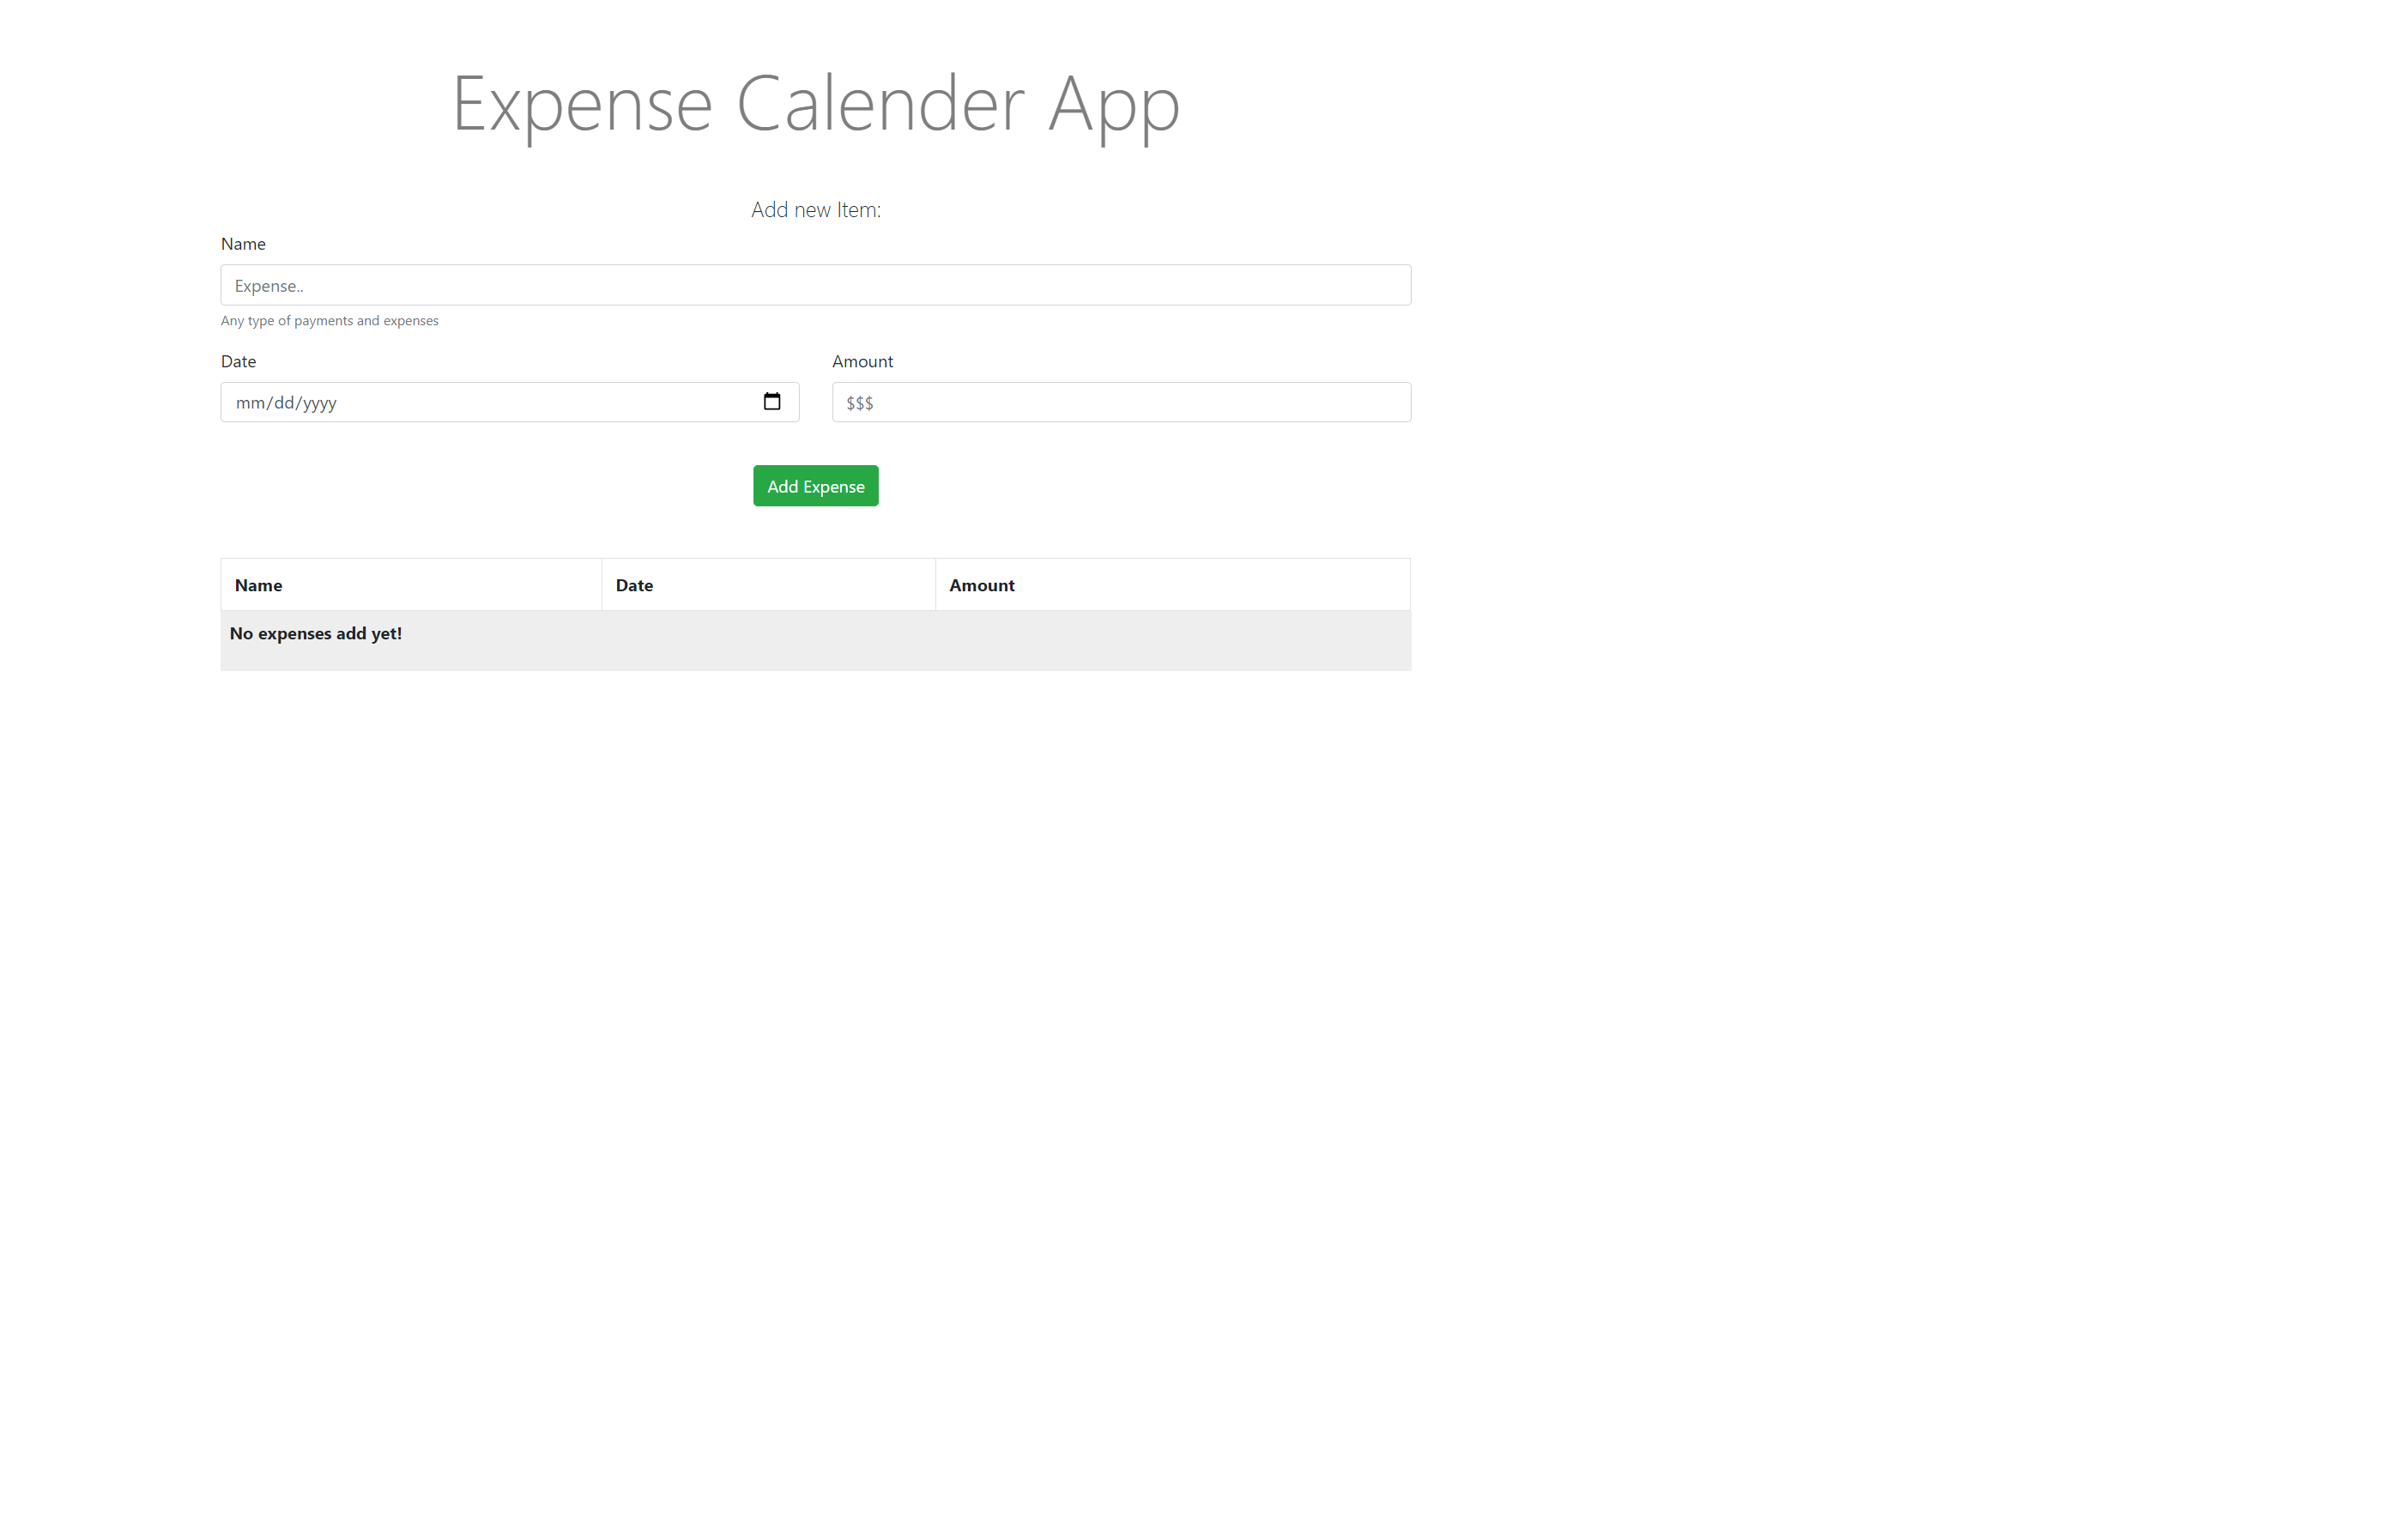 Expense Calender App
Add new Item:
Name
Expense..
Any type of payments and expenses
Date Amount
mm/dd/yyyy $$$
Add Expense
Name Date Amount
No expenses add yet!